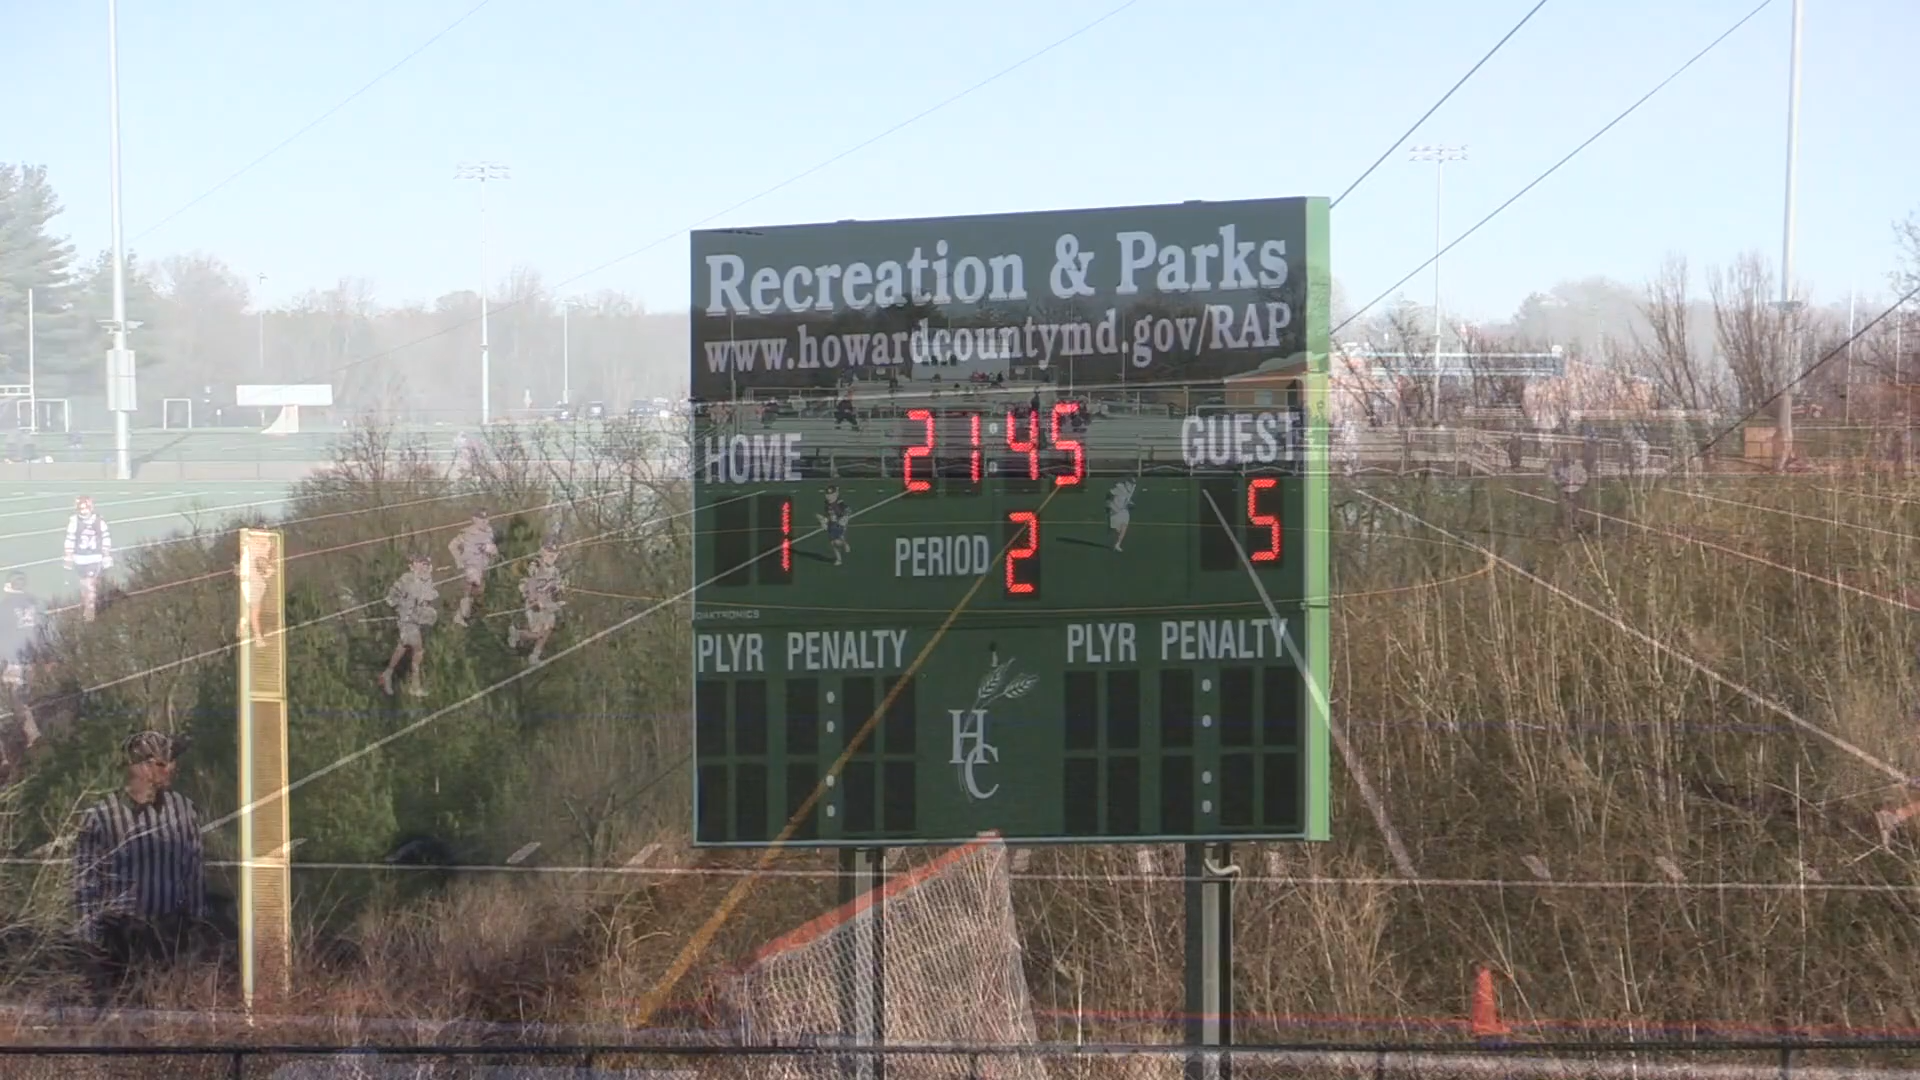 Recreation & Parks
www.howardcountymd.gov/RAP
HOME 21:45 GUEST
1 PERIOD 2 5
DAKTRONICS
PLYR PENALTY PLYR PENALTY
HC